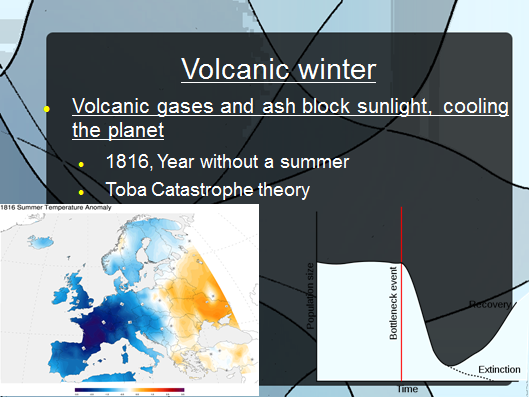 Volcanic winter
Volcanic gases and ash block sunlight, cooling
the planet
1816, Year without a summer
Toba Catastrophe theory
1816 Summer Temperature Anomaly
Population size
Bottleneck event
Recovery
Extinction
Time